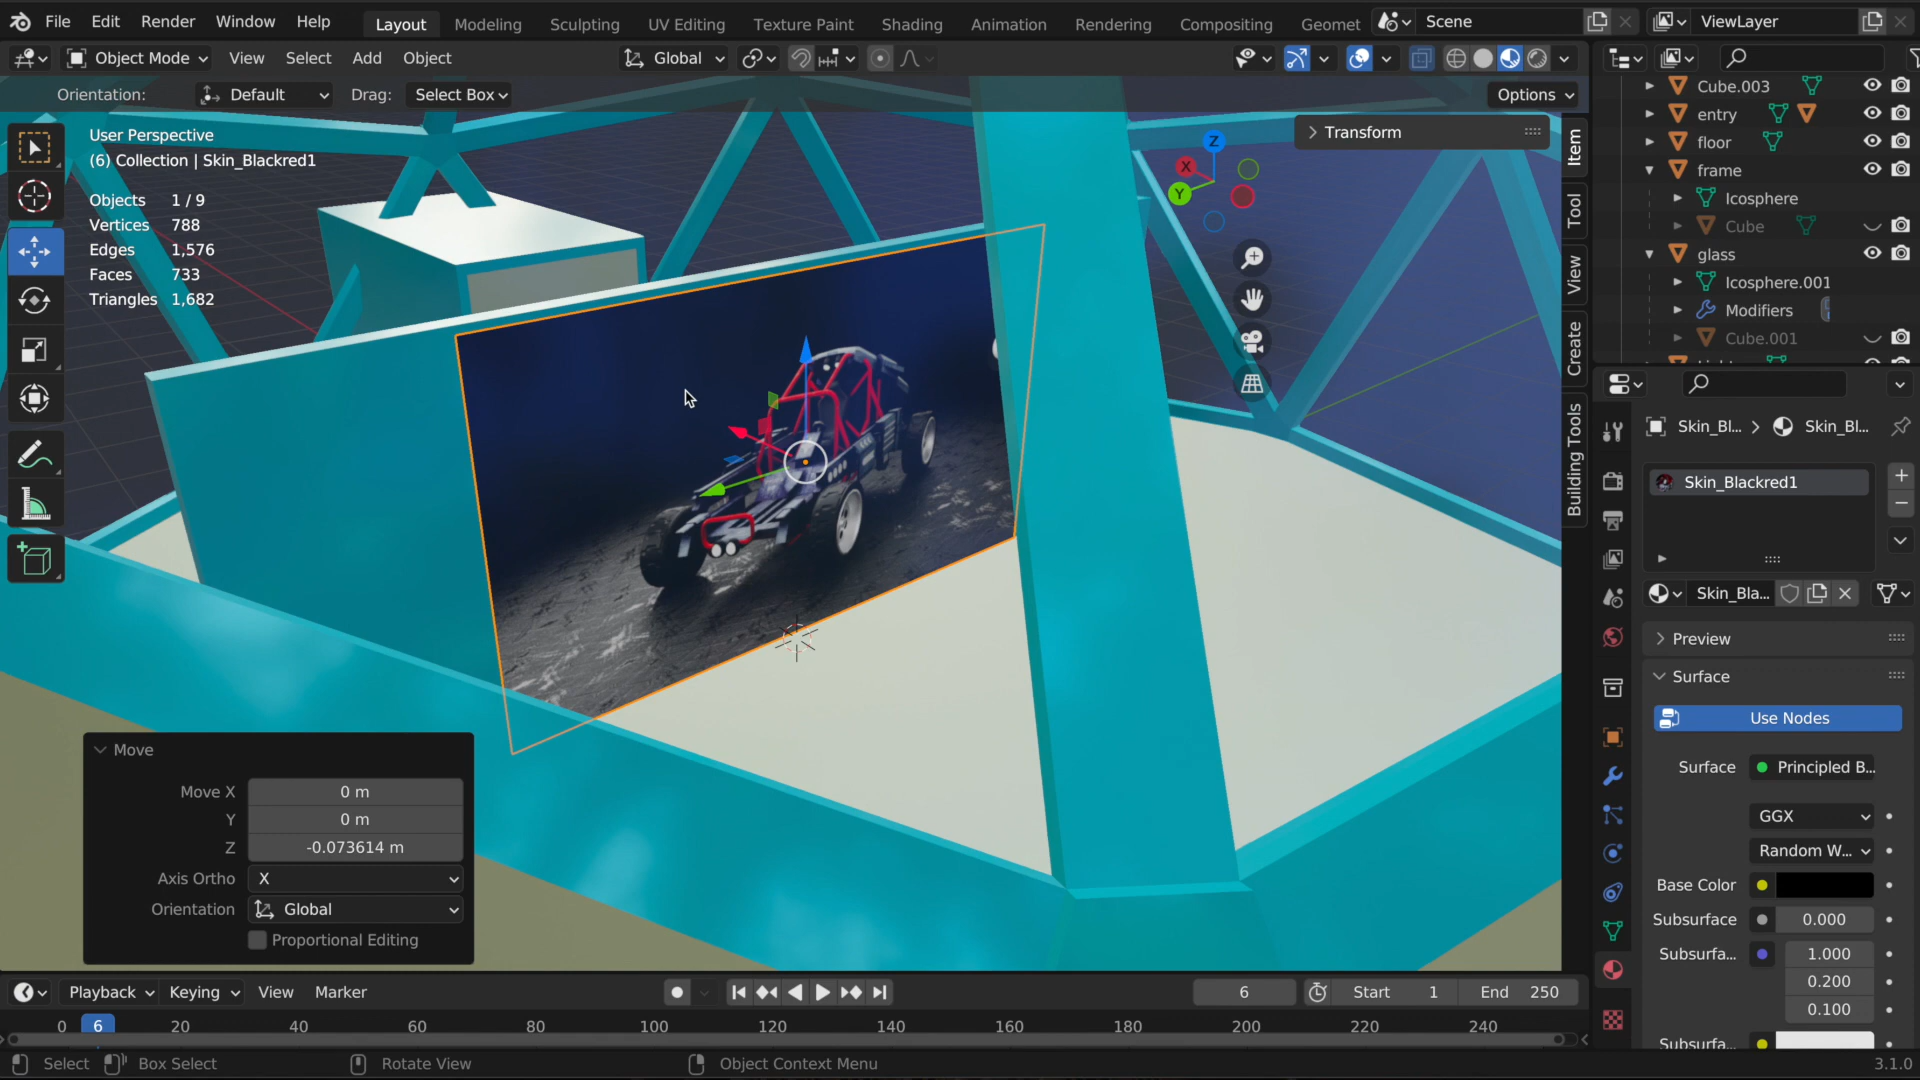 File Edit Render Window Help Layout Modeling Sculpting UV Editing Texture Paint Shading Animation Rendering Compositing Geomet Scene ViewLayer
Object Mode View Select Add Object Global
Orientation: Default Drag: Select Box Options
User Perspective
(6) Collection | Skin_Blackred1
Objects 1 / 9
Vertices 788
Edges 1,576
Faces 733
Triangles 1,682
Transform
Z
X
Y
Item
Tool
View
Create
Building Tools
Cube.003
entry
floor
frame
Icosphere
Cube
glass
Icosphere.001
Modifiers
Cube.001
Skin_Bl... > Skin_Bl...
Skin_Blackred1
Skin_Bla...
Preview
Surface
Use Nodes
Surface Principled B...
GGX
Random W...
Base Color
Subsurface 0.000
Subsurfa... 1.000
0.200
0.100
Subsurfa...
Move
Move X 0 m
Y 0 m
Z -0.073614 m
Axis Ortho X
Orientation Global
Proportional Editing
Playback Keying View Marker 6 Start 1 End 250
0 6 20 40 60 80 100 120 140 160 180 200 220 240
Select Box Select Rotate View Object Context Menu 3.1.0